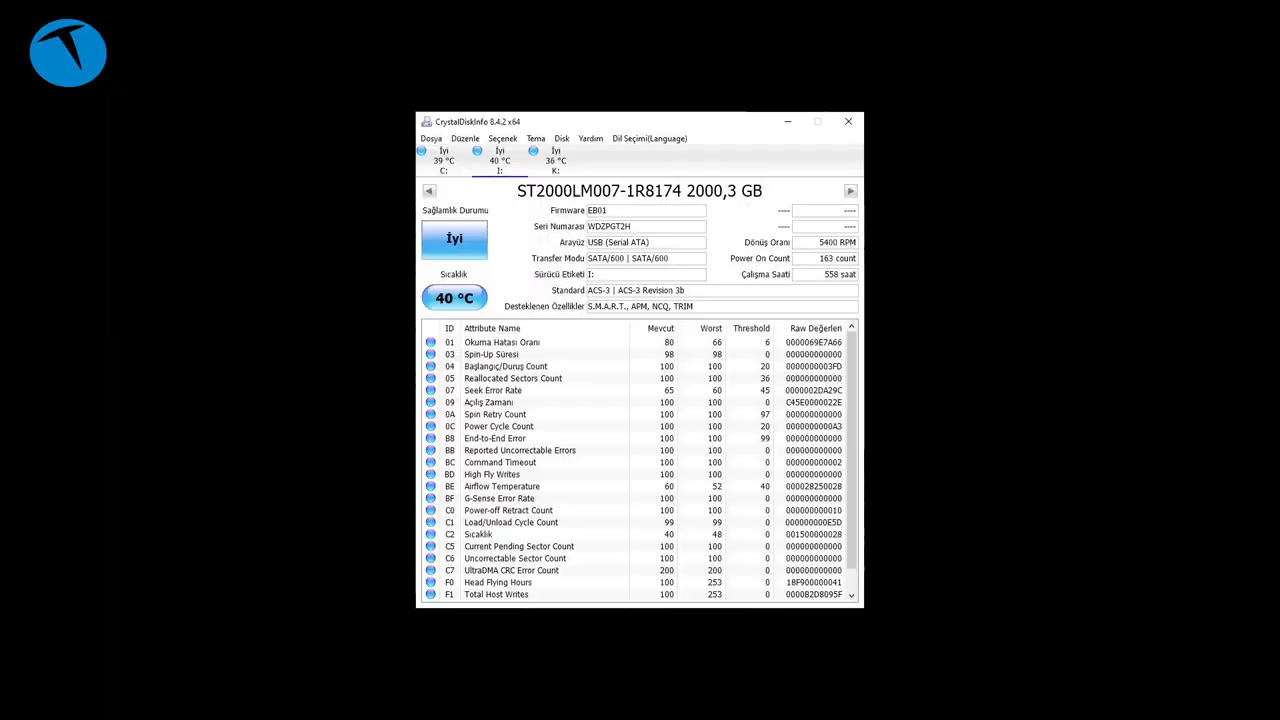 CrystalDiskInfo 8.4.2 x64
Dosya Düzenle Seçenek Tema Disk Yardım Dil Seçimi(Language)
İyi İyi İyi
39 °C 40 °C 36 °C
C: I: K:
ST2000LM007-1R8174 2000,3 GB
Sağlamlık Durumu Firmware EB01 ---- ----
Seri Numarası WDZPGT2H ---- ----
İyi Arayüz USB (Serial ATA) Dönüş Oranı 5400 RPM
Transfer Modu SATA/600 | SATA/600 Power On Count 163 count
Sıcaklık Sürücü Etiketi I: Çalışma Saati 558 saat
40 °C Standard ACS-3 | ACS-3 Revision 3b
Desteklenen Özellikler S.M.A.R.T., APM, NCQ, TRIM
ID Attribute Name Mevcut Worst Threshold Raw Değerleri
01 Okuma Hatası Oranı 80 66 6 0000069E7A66
03 Spin-Up Süresi 98 98 0 000000000000
04 Başlangıç/Duruş Count 100 100 20 0000000003FD
05 Reallocated Sectors Count 100 100 36 000000000000
07 Seek Error Rate 65 60 45 0000002DA29C
09 Açılış Zamanı 100 100 0 C45E0000022E
0A Spin Retry Count 100 100 97 000000000000
0C Power Cycle Count 100 100 20 0000000000A3
B8 End-to-End Error 100 100 99 000000000000
BB Reported Uncorrectable Errors 100 100 0 000000000000
BC Command Timeout 100 100 0 000000000002
BD High Fly Writes 100 100 0 000000000000
BE Airflow Temperature 60 52 40 000028250028
BF G-Sense Error Rate 100 100 0 000000000000
C0 Power-off Retract Count 100 100 0 000000000010
C1 Load/Unload Cycle Count 99 99 0 000000000E5D
C2 Sıcaklık 40 48 0 001500000028
C5 Current Pending Sector Count 100 100 0 000000000000
C6 Uncorrectable Sector Count 100 100 0 000000000000
C7 UltraDMA CRC Error Count 200 200 0 000000000000
F0 Head Flying Hours 100 253 0 18F900000041
F1 Total Host Writes 100 253 0 0000B2D8095F